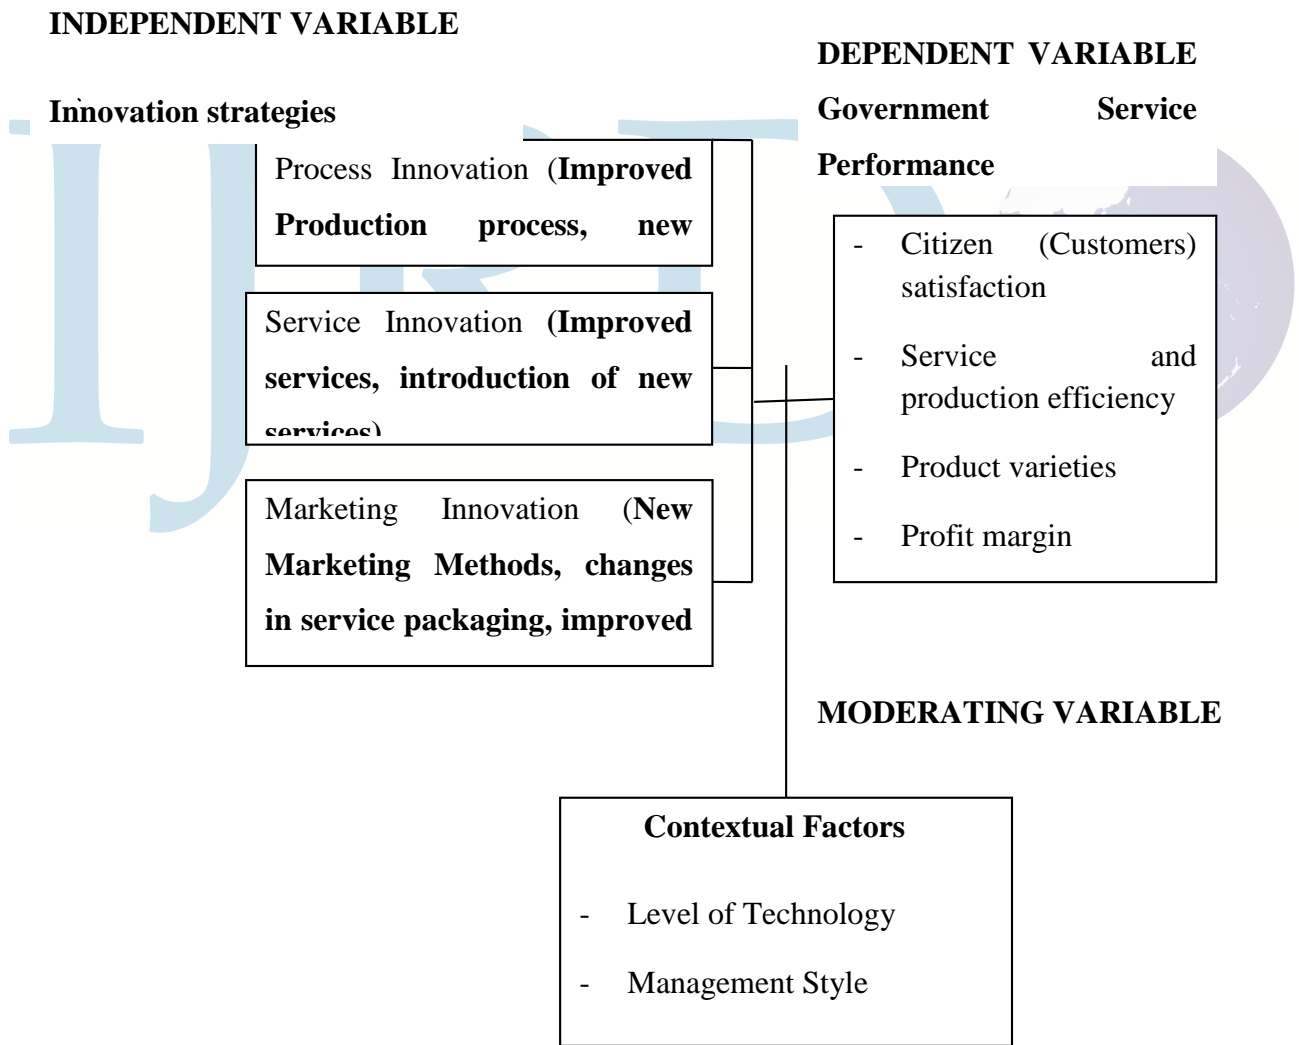 INDEPENDENT VARIABLE
Innovation strategies
Process Innovation (Improved
Production process, new
Service Innovation (Improved
services, introduction of new
services)
Marketing Innovation (New
Marketing Methods, changes
in service packaging, improved
DEPENDENT VARIABLE
Government Service
Performance
- Citizen (Customers)
satisfaction
- Service and
production efficiency
- Product varieties
- Profit margin
MODERATING VARIABLE
Contextual Factors
- Level of Technology
- Management Style